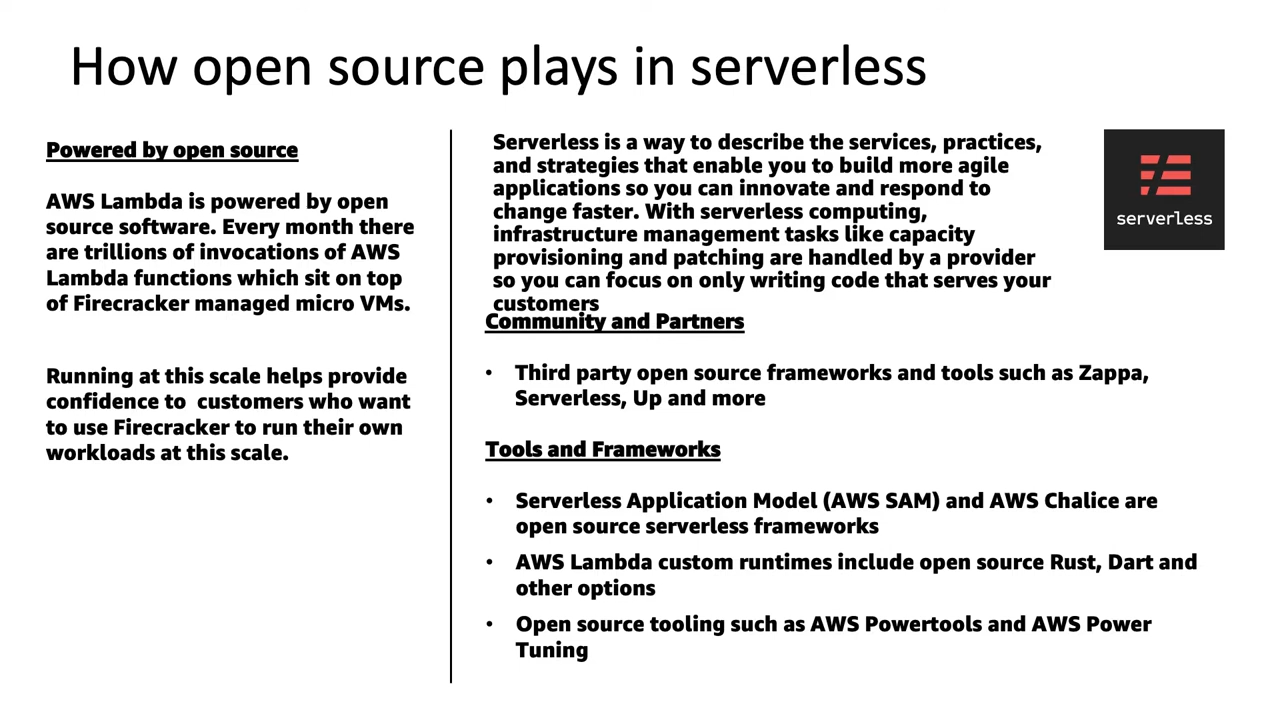 How open source plays in serverless
Powered by open source
AWS Lambda is powered by open
source software. Every month there
are trillions of invocations of AWS
Lambda functions which sit on top
of Firecracker managed micro VMs.
Running at this scale helps provide
confidence to  customers who want
to use Firecracker to run their own
workloads at this scale.
Serverless is a way to describe the services, practices,
and strategies that enable you to build more agile
applications so you can innovate and respond to
change faster. With serverless computing,
infrastructure management tasks like capacity
provisioning and patching are handled by a provider
so you can focus on only writing code that serves your
customers
serverless
Community and Partners
• Third party open source frameworks and tools such as Zappa,
Serverless, Up and more
Tools and Frameworks
• Serverless Application Model (AWS SAM) and AWS Chalice are
open source serverless frameworks
• AWS Lambda custom runtimes include open source Rust, Dart and
other options
• Open source tooling such as AWS Powertools and AWS Power
Tuning